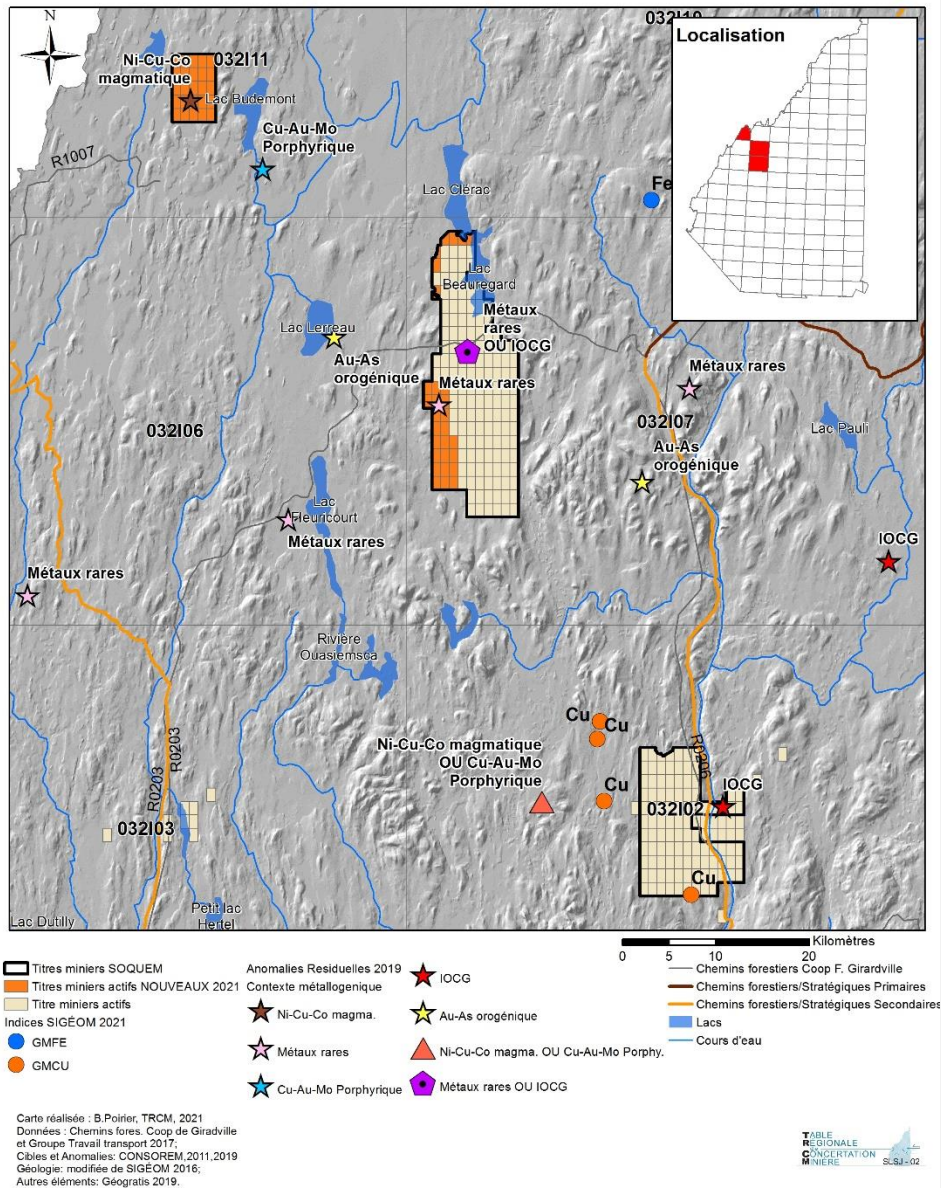 N
032I10
Localisation
Ni-Cu-Co
magmatique
032I11
Lac Budemont
Cu-Au-Mo
Porphyrique
R1007
Lac Clérac
Fe
Lac
Beauregard
Métaux
rares
OU IOCG
Lac Lerreau
Au-As
orogénique
Métaux rares
Métaux rares
032I06
032I07
Lac Pauli
Au-As
orogénique
Lac
Fleuricourt
Métaux rares
IOCG
Métaux rares
Rivière
Ouasiemsca
Cu
Cu
Ni-Cu-Co magmatique
OU Cu-Au-Mo
Porphyrique
R0203
R0203
R0206
Cu
IOCG
032I02
032I03
Cu
Lac Dutilly
Petit lac
Hertel
Kilomètres
0 5 10 20
Titres miniers SOQUEM
Titres miniers actifs NOUVEAUX 2021
Titre miniers actifs
Indices SIGÉOM 2021
GMFE
GMCU
Anomalies Residuelles 2019
Contexte métallogenique
Ni-Cu-Co magma.
Métaux rares
Cu-Au-Mo Porphyrique
IOCG
Au-As orogénique
Ni-Cu-Co magma. OU Cu-Au-Mo Porphy.
Métaux rares OU IOCG
Chemins forestiers Coop F. Girardville
Chemins forestiers/Stratégiques Primaires
Chemins forestiers/Stratégiques Secondaires
Lacs
Cours d'eau
Carte réalisée : B.Poirier, TRCM, 2021
Données : Chemins fores. Coop de Giradville
et Groupe Travail transport 2017;
Cibles et Anomalies: CONSOREM,2011,2019
Géologie: modifiée de SIGÉOM 2016;
Autres éléments: Géogratis 2019.
TABLE
RÉGIONALE
CONCERTATION
MINIÈRE
SLSJ - 02